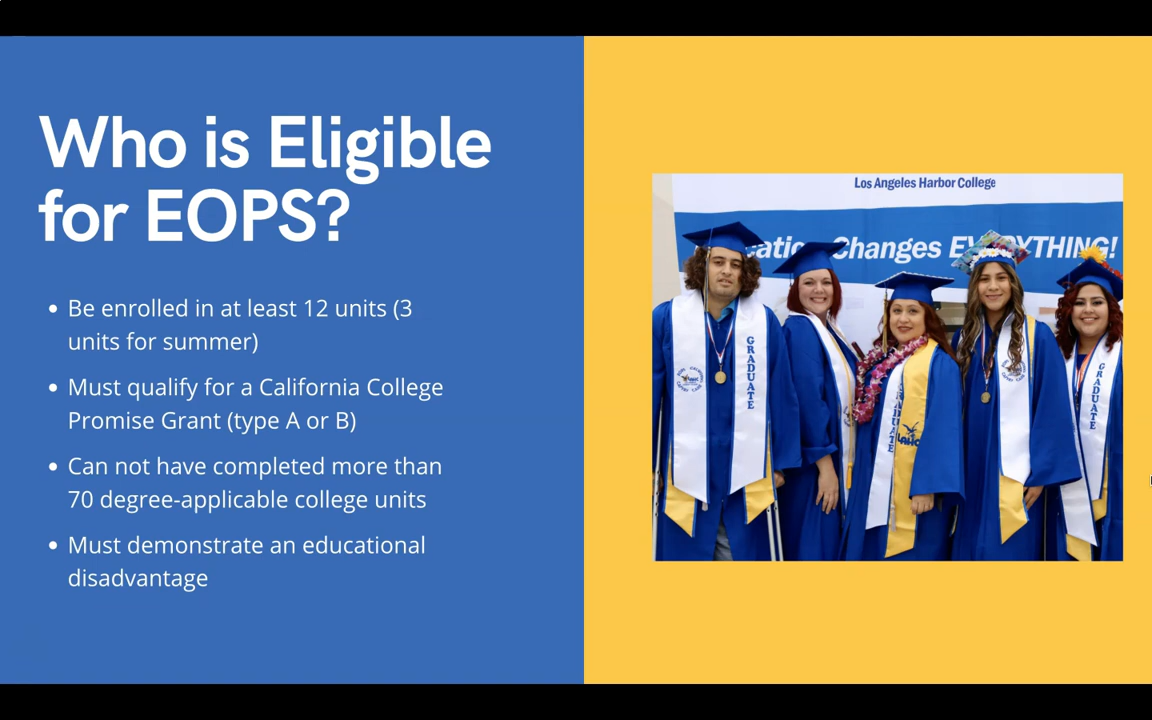 Who is Eligible
for EOPS?
• Be enrolled in at least 12 units (3
units for summer)
• Must qualify for a California College
Promise Grant (type A or B)
• Can not have completed more than
70 degree-applicable college units
• Must demonstrate an educational
disadvantage
Los Angeles Harbor College
Changes EVERYTHING!
GRADUATE
GRADUATE
LAHC
GRADUATE